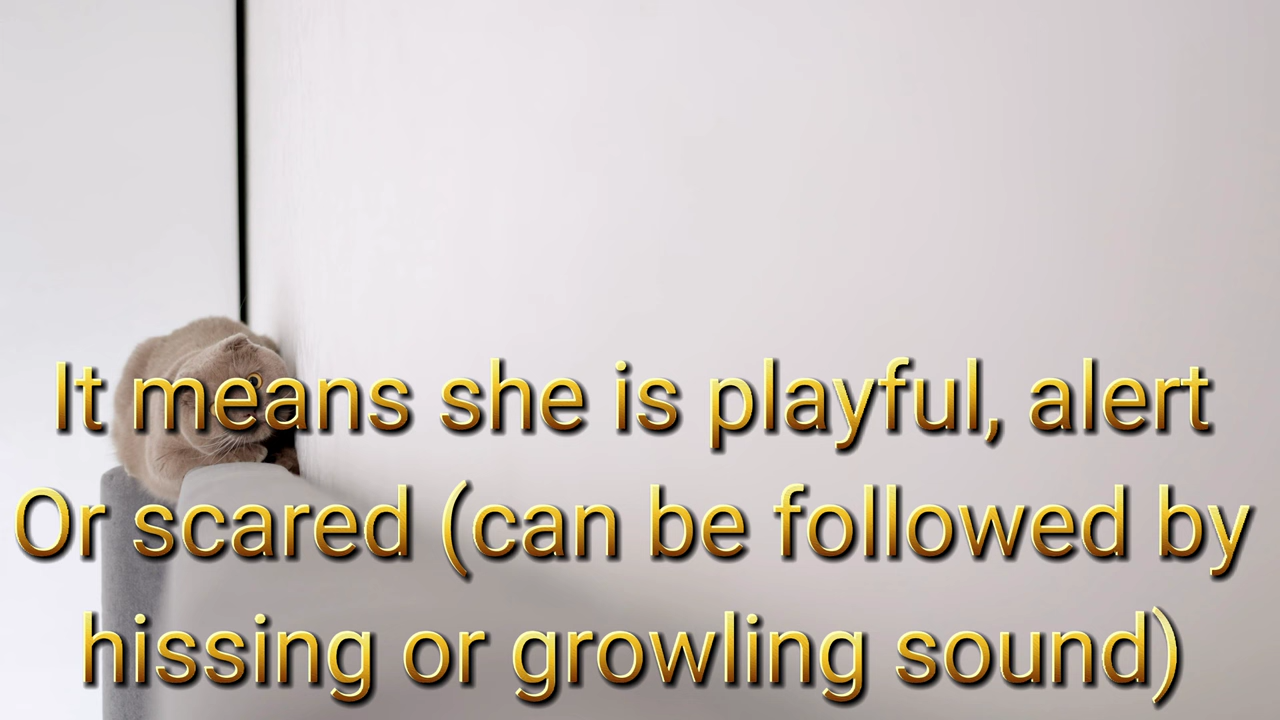 It means she is playful, alert
Or scared (can be followed by
hissing or growling sound)